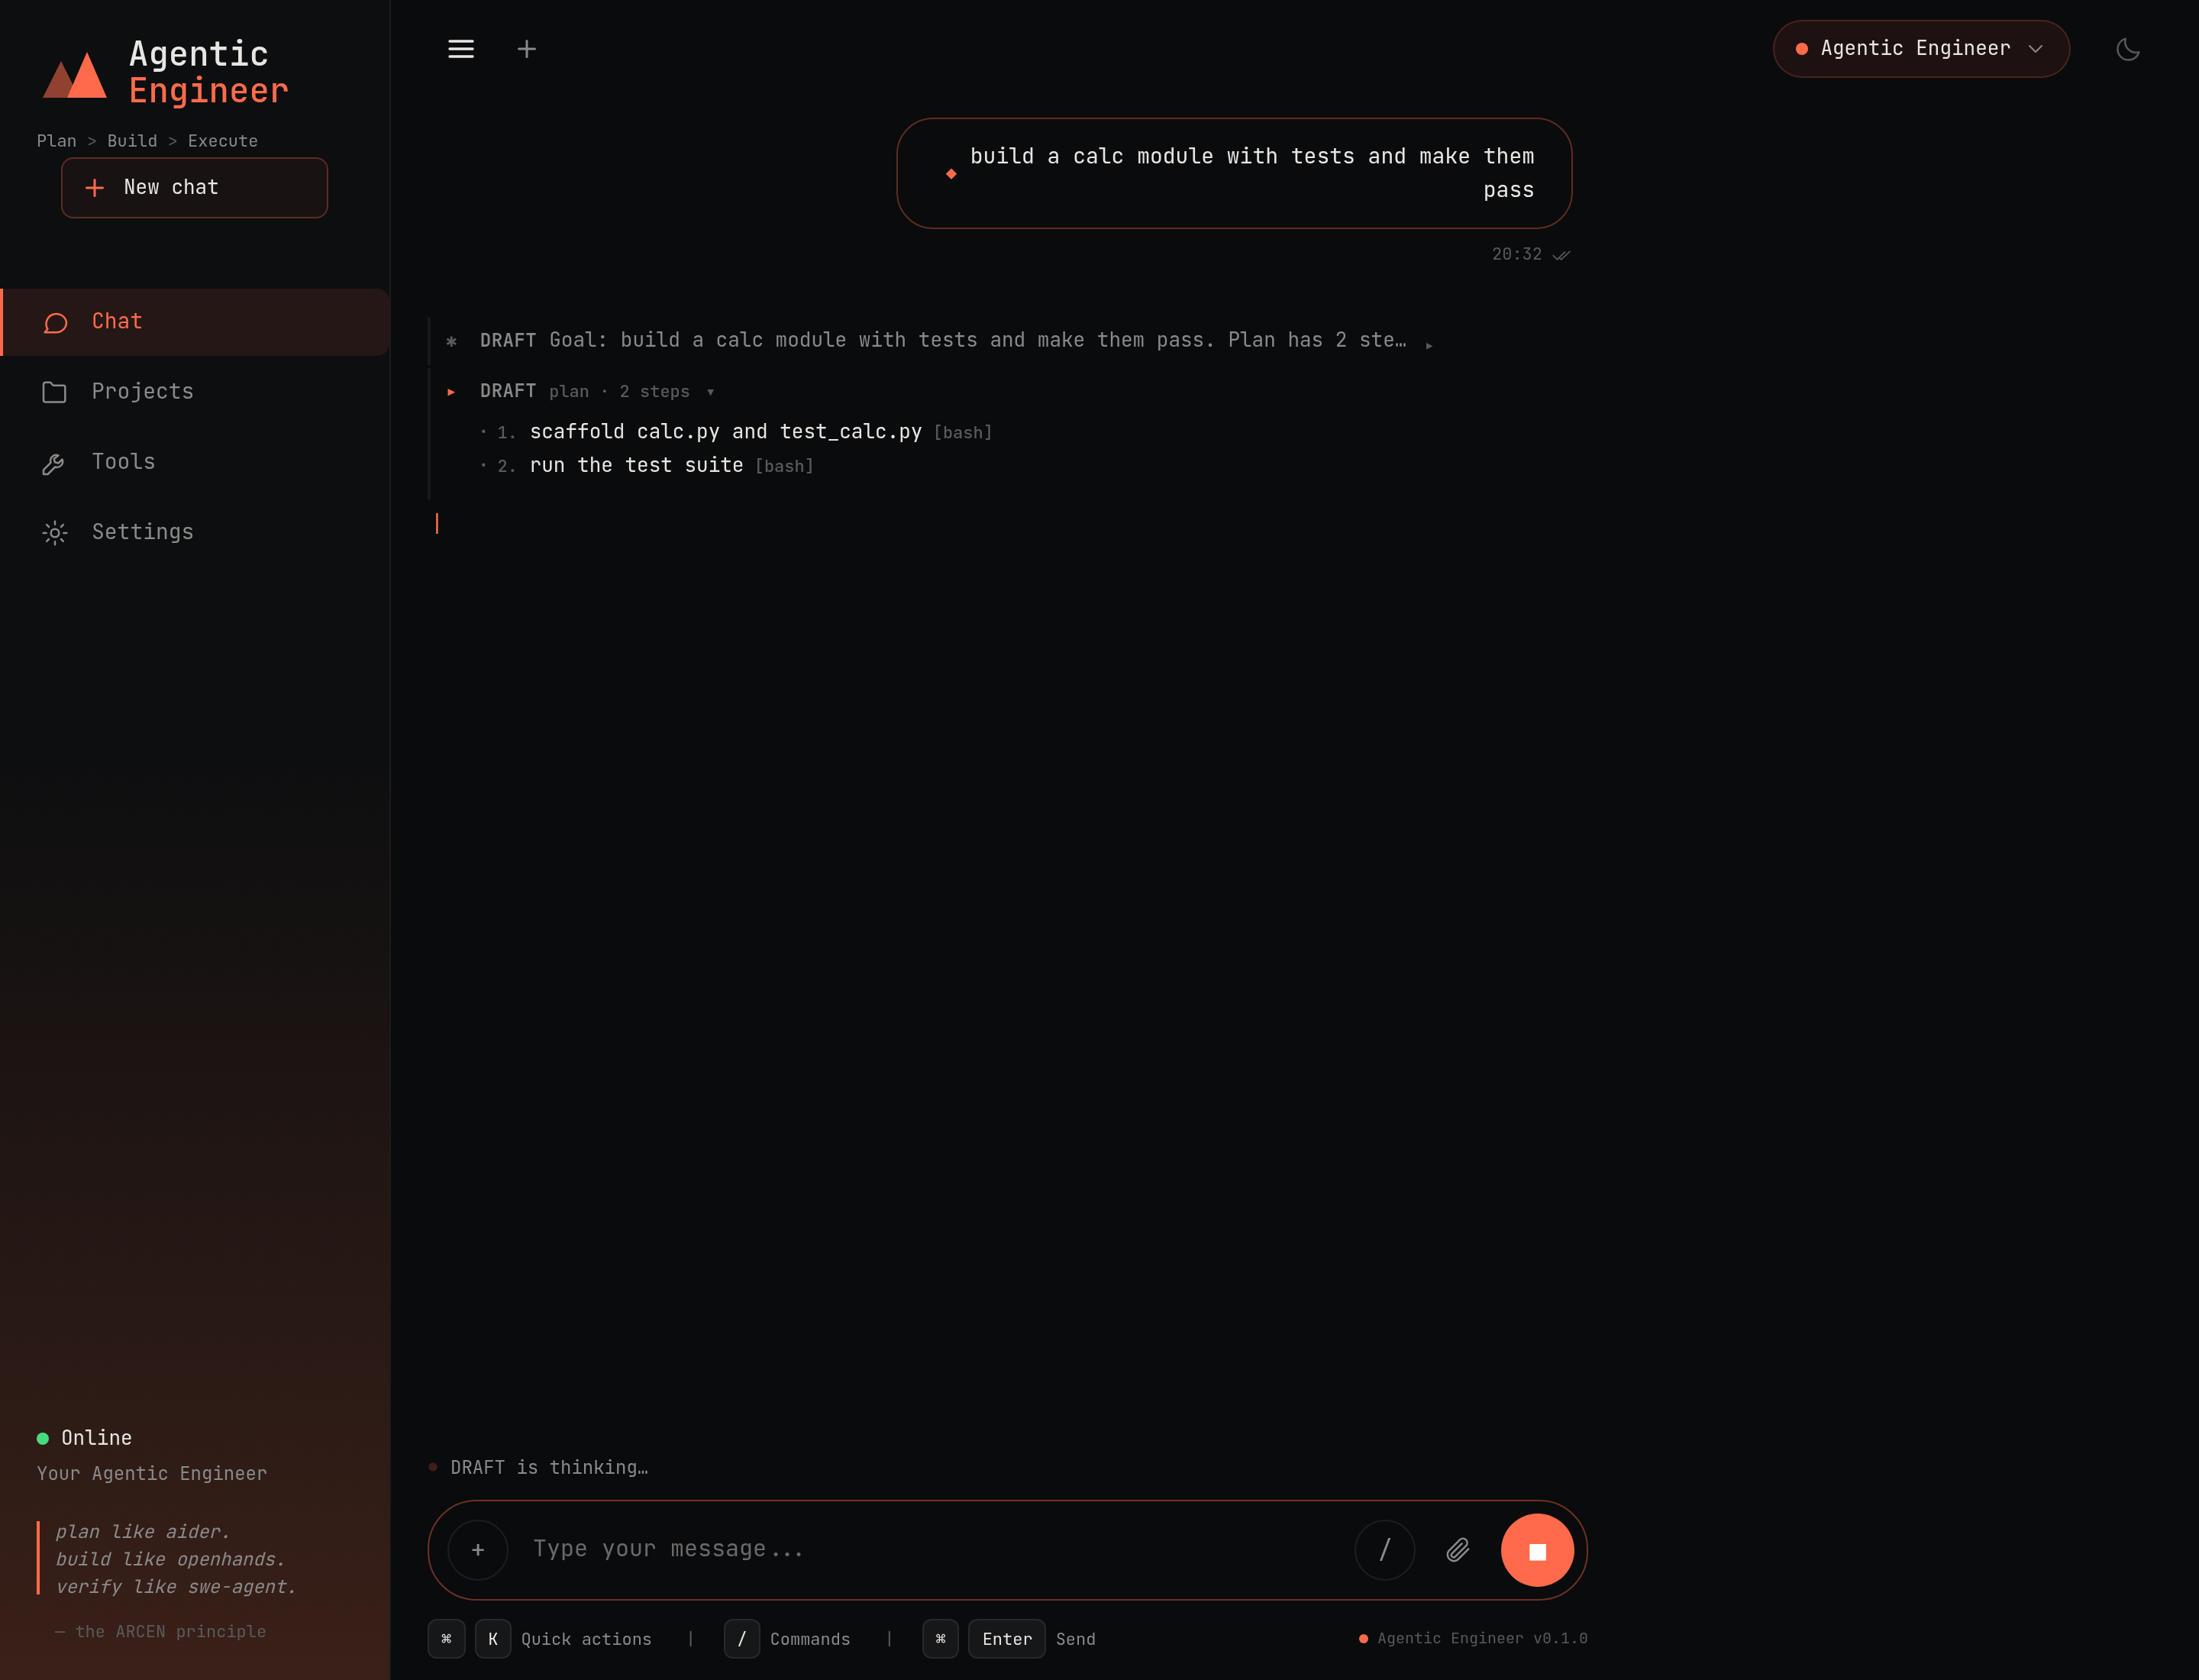 Agentic
Engineer
Plan > Build > Execute
New chat
Chat
Projects
Tools
Settings
Online
Your Agentic Engineer
plan like aider.
build like openhands.
verify like swe-agent.
— the ARCEN principle
Agentic Engineer
build a calc module with tests and make them
pass
20:32
DRAFT Goal: build a calc module with tests and make them pass. Plan has 2 ste…
DRAFT plan · 2 steps
1. scaffold calc.py and test_calc.py [bash]
2. run the test suite [bash]
DRAFT is thinking…
+ Type your message... /
⌘ K Quick actions | / Commands | ⌘ Enter Send
Agentic Engineer v0.1.0